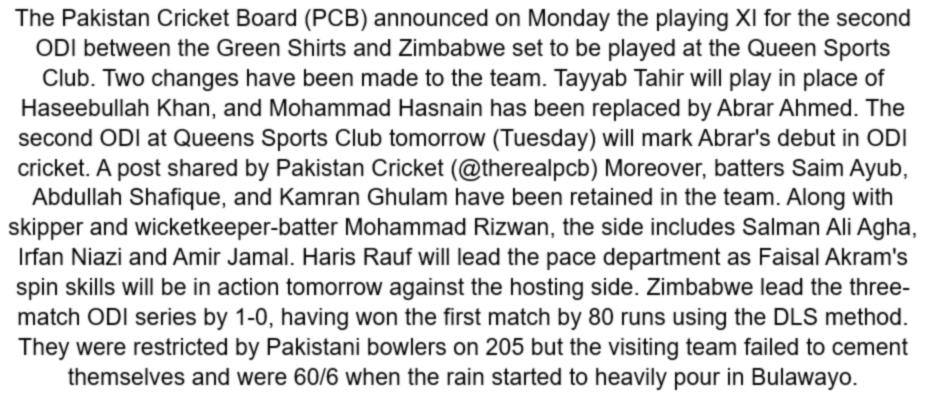 The Pakistan Cricket Board (PCB) announced on Monday the playing XI for the second
ODI between the Green Shirts and Zimbabwe set to be played at the Queen Sports
Club. Two changes have been made to the team. Tayyab Tahir will play in place of
Haseebullah Khan, and Mohammad Hasnain has been replaced by Abrar Ahmed. The
second ODI at Queens Sports Club tomorrow (Tuesday) will mark Abrar's debut in ODI
cricket. A post shared by Pakistan Cricket (@therealpcb) Moreover, batters Saim Ayub,
Abdullah Shafique, and Kamran Ghulam have been retained in the team. Along with
skipper and wicketkeeper-batter Mohammad Rizwan, the side includes Salman Ali Agha,
Irfan Niazi and Amir Jamal. Haris Rauf will lead the pace department as Faisal Akram's
spin skills will be in action tomorrow against the hosting side. Zimbabwe lead the three-
match ODI series by 1-0, having won the first match by 80 runs using the DLS method.
They were restricted by Pakistani bowlers on 205 but the visiting team failed to cement
themselves and were 60/6 when the rain started to heavily pour in Bulawayo.